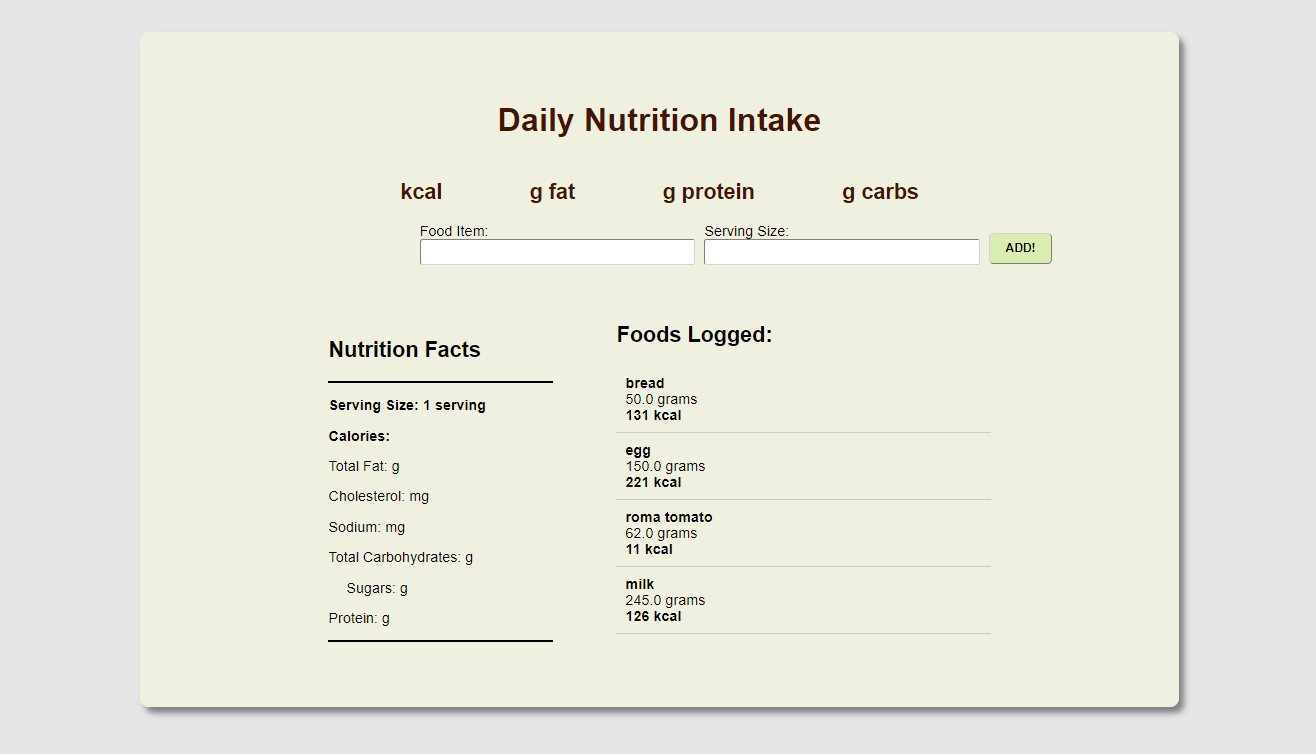 Daily Nutrition Intake
kcal g fat g protein g carbs
Food Item: Serving Size:
ADD!
Nutrition Facts
Serving Size: 1 serving
Calories:
Total Fat: g
Cholesterol: mg
Sodium: mg
Total Carbohydrates: g
Sugars: g
Protein: g
Foods Logged:
bread
50.0 grams
131 kcal
egg
150.0 grams
221 kcal
roma tomato
62.0 grams
11 kcal
milk
245.0 grams
126 kcal